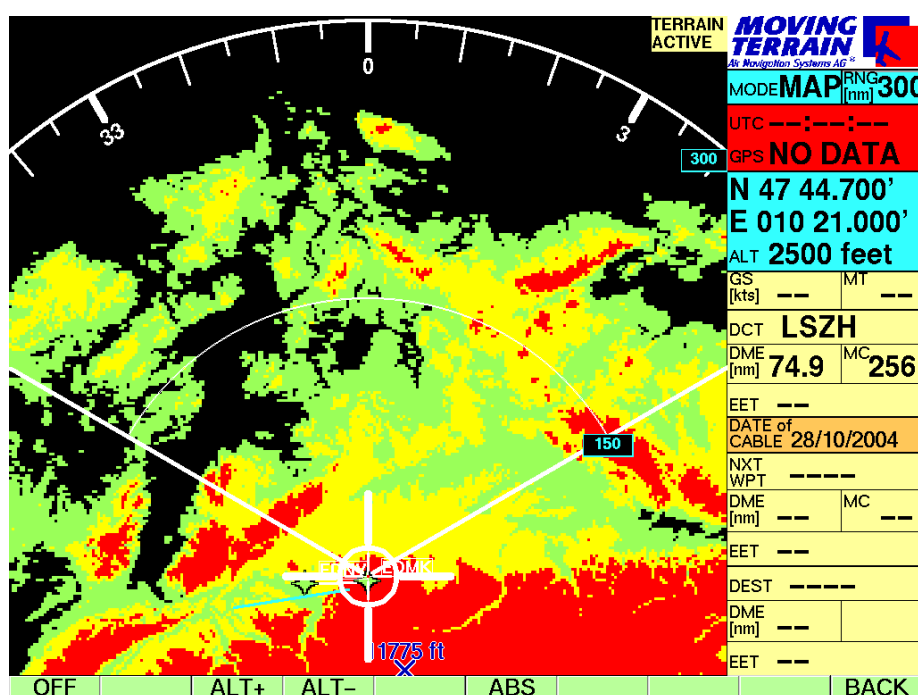 TERRAIN
ACTIVE
MOVING
TERRAIN
Air Navigation Systems AG ®
MODE MAP RNG [nm] 300
UTC --:--:--
GPS NO DATA
N 47 44.700'
E 010 21.000'
ALT 2500 feet
GS [kts] -- MT --
DCT LSZH
DME [nm] 74.9 MC 256
EET --
DATE of
CABLE 28/10/2004
NXT
WPT ----
DME [nm] -- MC --
EET --
DEST ----
DME [nm] --
EET --
0
33
3
300
150
EDMK
11775 ft
OFF ALT+ ALT- ABS BACK